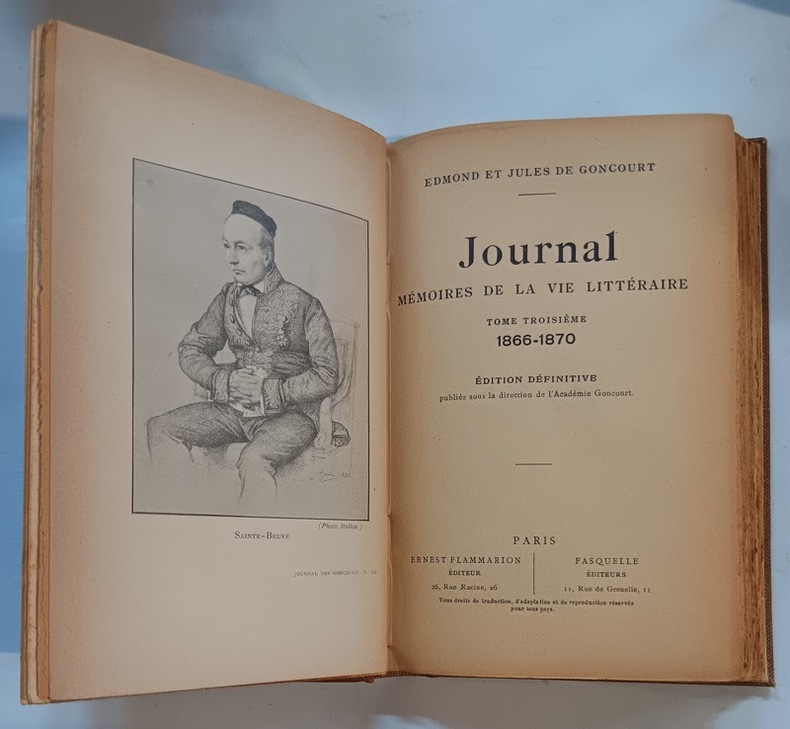 (Photo Bulloz)
SAINTE-BEUVE
JOURNAL DES GONCOURT. T. III.
EDMOND ET JULES DE GONCOURT
Journal
MÉMOIRES DE LA VIE LITTÉRAIRE
TOME TROISIÈME
1866-1870
ÉDITION DÉFINITIVE
publiée sous la direction de l'Académie Goncourt.
PARIS
ERNEST FLAMMARION
ÉDITEUR
26, Rue Racine, 26
FASQUELLE
ÉDITEURS
11, Rue de Grenelle, 11
Tous droits de traduction, d'adaptation et de reproduction réservés
pour tous pays.